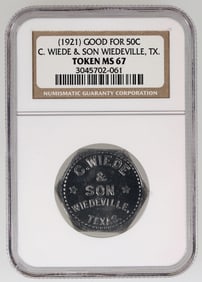 (1921) GOOD FOR 50C
C. WIEDE & SON WIEDEVILLE, TX.
TOKEN MS 67
3045702-061
NUMISMATIC GUARANTY CORPORATION
C. WIEDE
&
SON
WIEDEVILLE,
TEXAS.